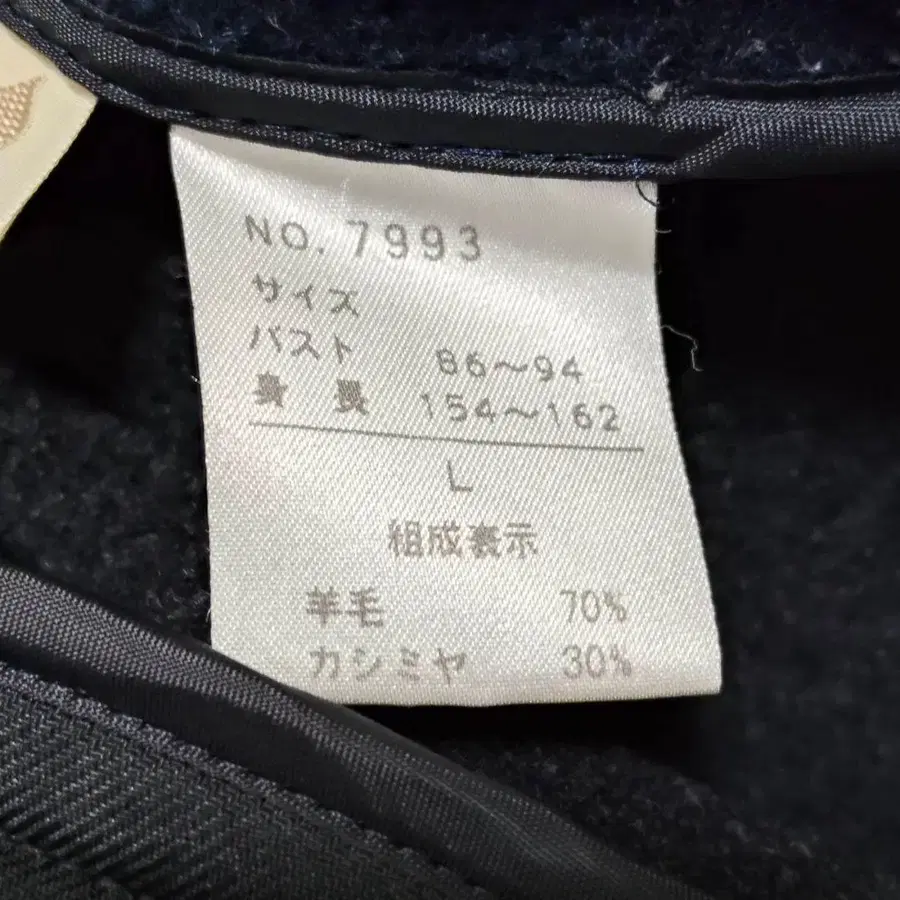 NO. 7993
サイズ
バスト 86～94
身長 154～162
L
組成表示
羊毛 70%
カシミヤ 30%